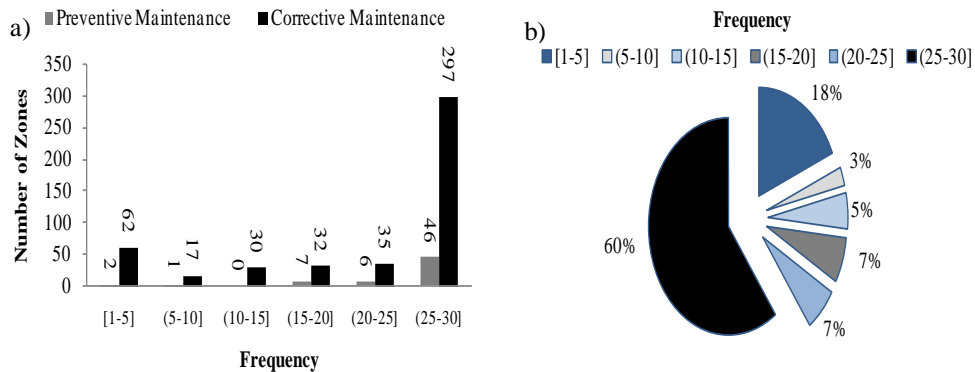 a)
Preventive Maintenance Corrective Maintenance
Number of Zones
350
300
250
200
150
100
50
0
2 62
1 17
0 30
7 32
6 35
46 297
[1-5] (5-10] (10-15] (15-20] (20-25] (25-30]
Frequency
b)
Frequency
[1-5] (5-10] (10-15] (15-20] (20-25] (25-30]
18%
3%
5%
7%
7%
60%